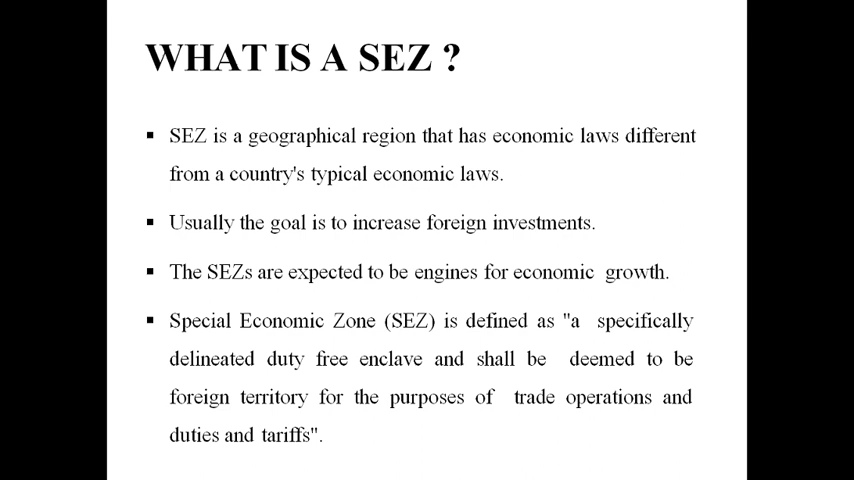 WHAT IS A SEZ ?
▪ SEZ is a geographical region that has economic laws different
from a country's typical economic laws.
▪ Usually the goal is to increase foreign investments.
▪ The SEZs are expected to be engines for economic growth.
▪ Special Economic Zone (SEZ) is defined as "a specifically
delineated duty free enclave and shall be deemed to be
foreign territory for the purposes of trade operations and
duties and tariffs".